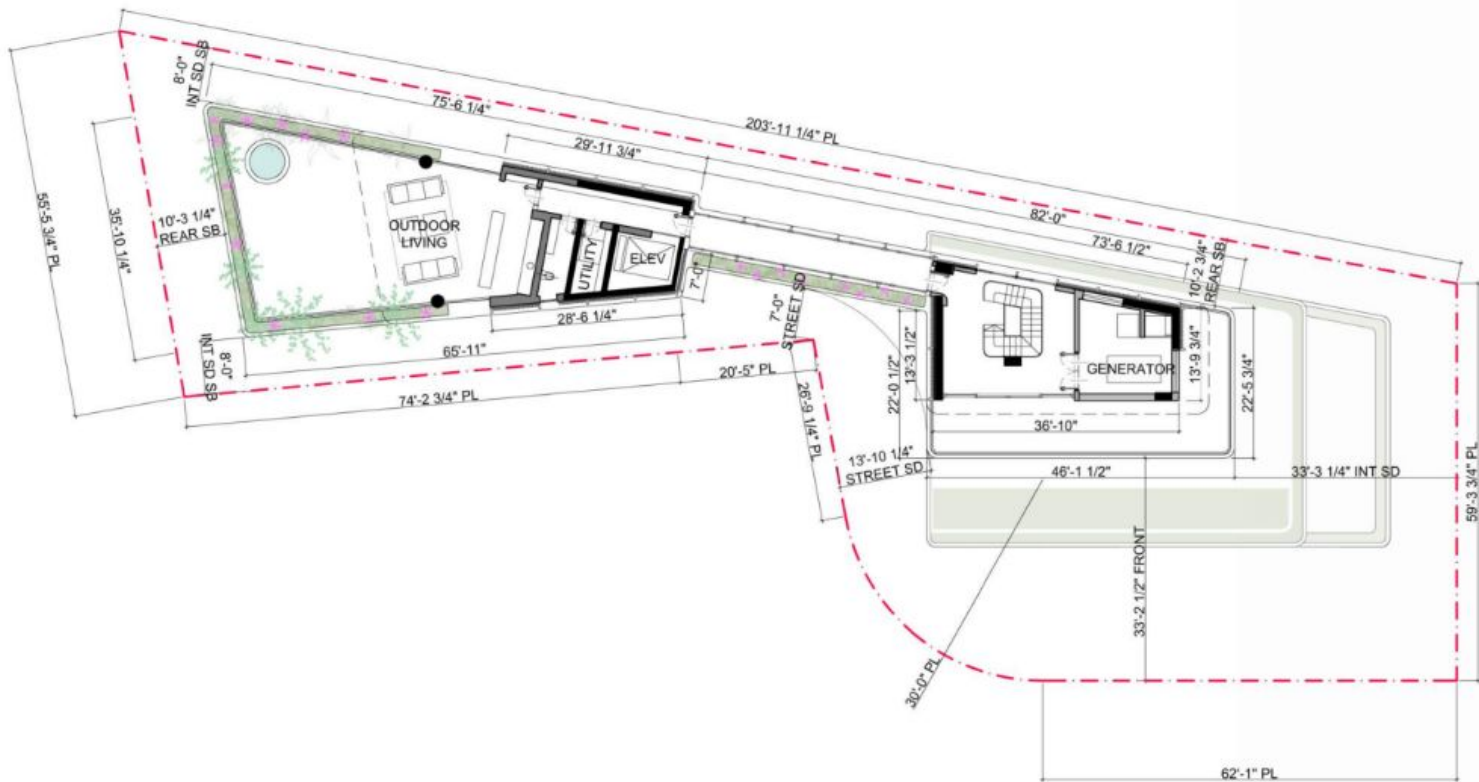 8'-0"
INT SD SB
75'-6 1/4"
203'-11 1/4" PL
29'-11 3/4"
82'-0"
73'-6 1/2"
10'-2 3/4"
REAR SB
55'-5 3/4" PL
35'-10 1/4"
10'-3 1/4"
REAR SB
OUTDOOR
LIVING
UTILITY
ELEV
7'-0"
7'-0"
STREET SD
28'-6 1/4"
65'-11"
INT SD SB
8'-0"
74'-2 3/4" PL
20'-5" PL
26'-9 1/4" PL
22'-0 1/2"
13'-3 1/2"
GENERATOR
13'-9 3/4"
22'-5 3/4"
36'-10"
13'-10 1/4"
STREET SD
46'-1 1/2"
33'-3 1/4" INT SD
59'-3 3/4" PL
33'-2 1/2" FRONT
30'-0" PL
62'-1" PL